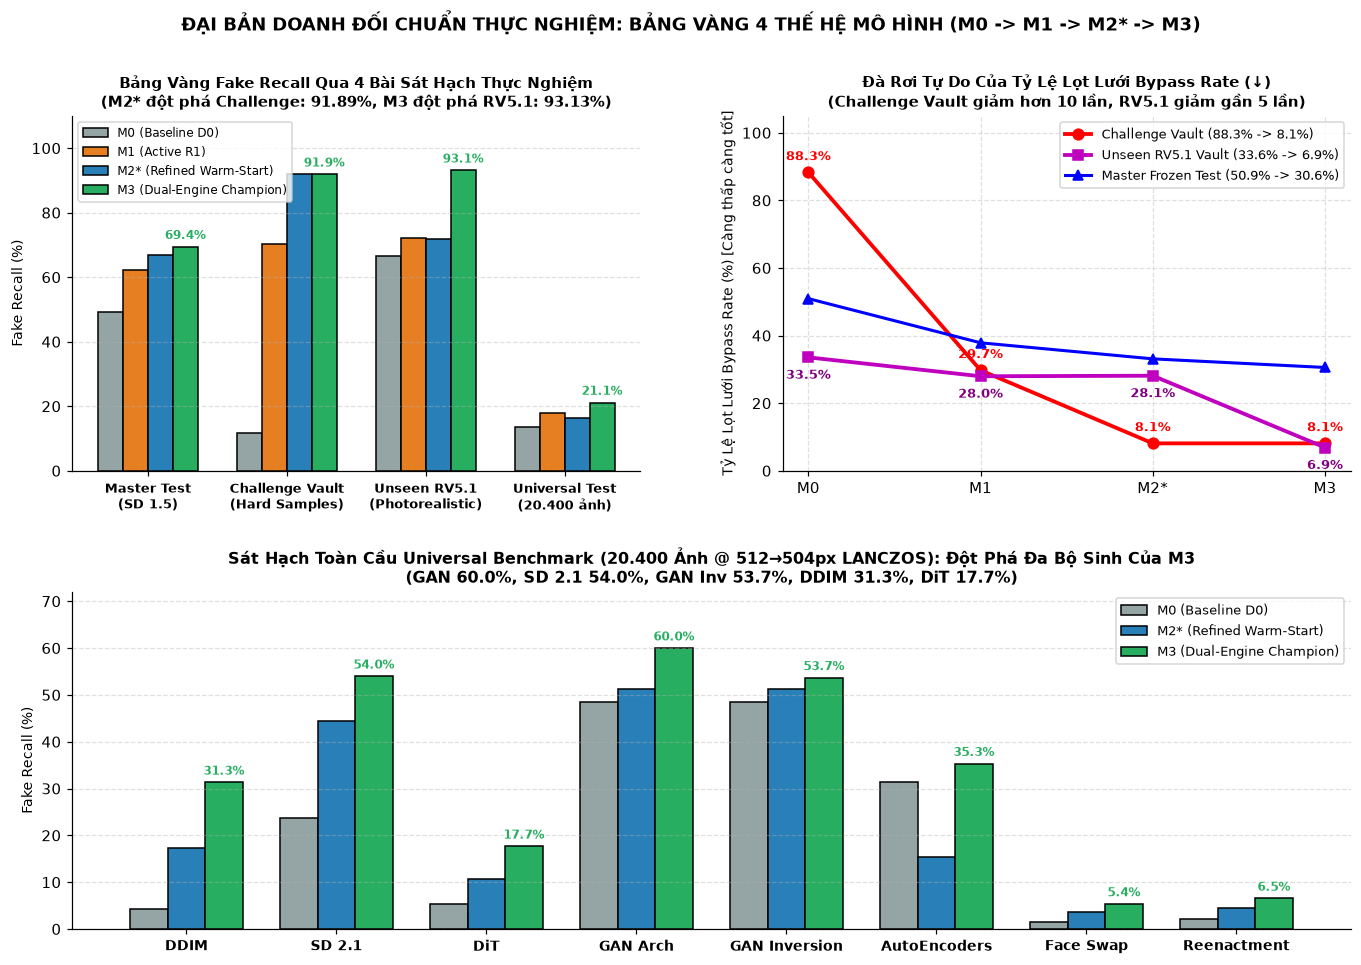 ĐẠI BẢN DOANH ĐỐI CHUẨN THỰC NGHIỆM: BẢNG VÀNG 4 THẾ HỆ MÔ HÌNH (M0 -> M1 -> M2* -> M3)
Bảng Vàng Fake Recall Qua 4 Bài Sát Hạch Thực Nghiệm
(M2* đột phá Challenge: 91.89%, M3 đột phá RV5.1: 93.13%)
Fake Recall (%)
100
80
60
40
20
0
M0 (Baseline D0)
M1 (Active R1)
M2* (Refined Warm-Start)
M3 (Dual-Engine Champion)
69.4%
91.9%
93.1%
21.1%
Master Test
(SD 1.5)
Challenge Vault
(Hard Samples)
Unseen RV5.1
(Photorealistic)
Universal Test
(20.400 ảnh)
Đà Rơi Tự Do Của Tỷ Lệ Lọt Lưới Bypass Rate (↓)
(Challenge Vault giảm hơn 10 lần, RV5.1 giảm gần 5 lần)
Tỷ Lệ Lọt Lưới Bypass Rate (%) [Càng thấp càng tốt]
100
80
60
40
20
0
Challenge Vault (88.3% -> 8.1%)
Unseen RV5.1 Vault (33.6% -> 6.9%)
Master Frozen Test (50.9% -> 30.6%)
88.3%
29.7%
8.1%
8.1%
33.5%
28.0%
28.1%
6.9%
M0
M1
M2*
M3
Sát Hạch Toàn Cầu Universal Benchmark (20.400 Ảnh @ 512→504px LANCZOS): Đột Phá Đa Bộ Sinh Của M3
(GAN 60.0%, SD 2.1 54.0%, GAN Inv 53.7%, DDIM 31.3%, DiT 17.7%)
Fake Recall (%)
70
60
50
40
30
20
10
0
M0 (Baseline D0)
M2* (Refined Warm-Start)
M3 (Dual-Engine Champion)
31.3%
54.0%
17.7%
60.0%
53.7%
35.3%
5.4%
6.5%
DDIM
SD 2.1
DiT
GAN Arch
GAN Inversion
AutoEncoders
Face Swap
Reenactment